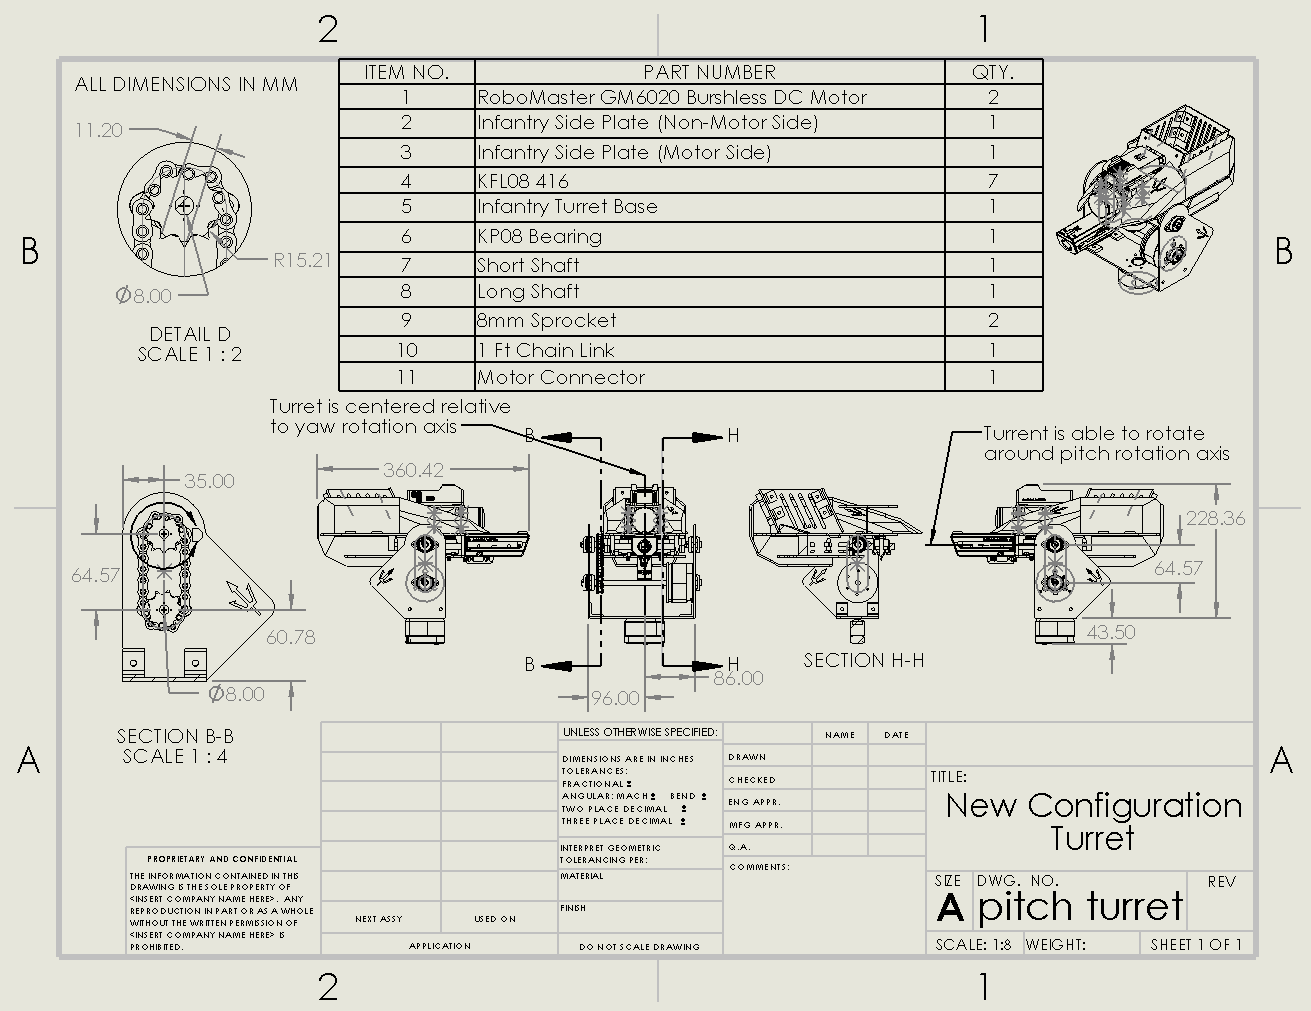 2
1
ALL DIMENSIONS IN MM
ITEM NO. PART NUMBER QTY.
1 RoboMaster GM6020 Burshless DC Motor 2
2 Infantry Side Plate (Non-Motor Side) 1
3 Infantry Side Plate (Motor Side) 1
4 KFL08 416 7
5 Infantry Turret Base 1
6 KP08 Bearing 1
7 Short Shaft 1
8 Long Shaft 1
9 8mm Sprocket 2
10 1 Ft Chain Link 1
11 Motor Connector 1
11.20
R15.21
Ø8.00
DETAIL D
SCALE 1 : 2
B
B
Turret is centered relative
to yaw rotation axis
B
H
Turrent is able to rotate
around pitch rotation axis
35.00
360.42
228.36
64.57
64.57
60.78
43.50
B
H
86.00
96.00
Ø8.00
SECTION H-H
SECTION B-B
SCALE 1 : 4
A
A
PROPRIETARY AND CONFIDENTIAL
THE INFORMATION CONTAINED IN THIS
DRAWING IS THE SOLE PROPERTY OF
<INSERT COMPANY NAME HERE>. ANY
REPRODUCTION IN PART OR AS A WHOLE
WITHOUT THE WRITTEN PERMISSION OF
<INSERT COMPANY NAME HERE> IS
PROHIBITED.
NEXT ASSY
USED ON
APPLICATION
UNLESS OTHERWISE SPECIFIED:
DIMENSIONS ARE IN INCHES
TOLERANCES:
FRACTIONAL±
ANGULAR: MACH± BEND ±
TWO PLACE DECIMAL ±
THREE PLACE DECIMAL ±
INTERPRET GEOMETRIC
TOLERANCING PER:
MATERIAL
FINISH
DO NOT SCALE DRAWING
NAME DATE
DRAWN
CHECKED
ENG APPR.
MFG APPR.
Q.A.
COMMENTS:
TITLE:
New Configuration
Turret
SIZE DWG. NO. REV
A pitch turret
SCALE: 1:8 WEIGHT: SHEET 1 OF 1
2
1